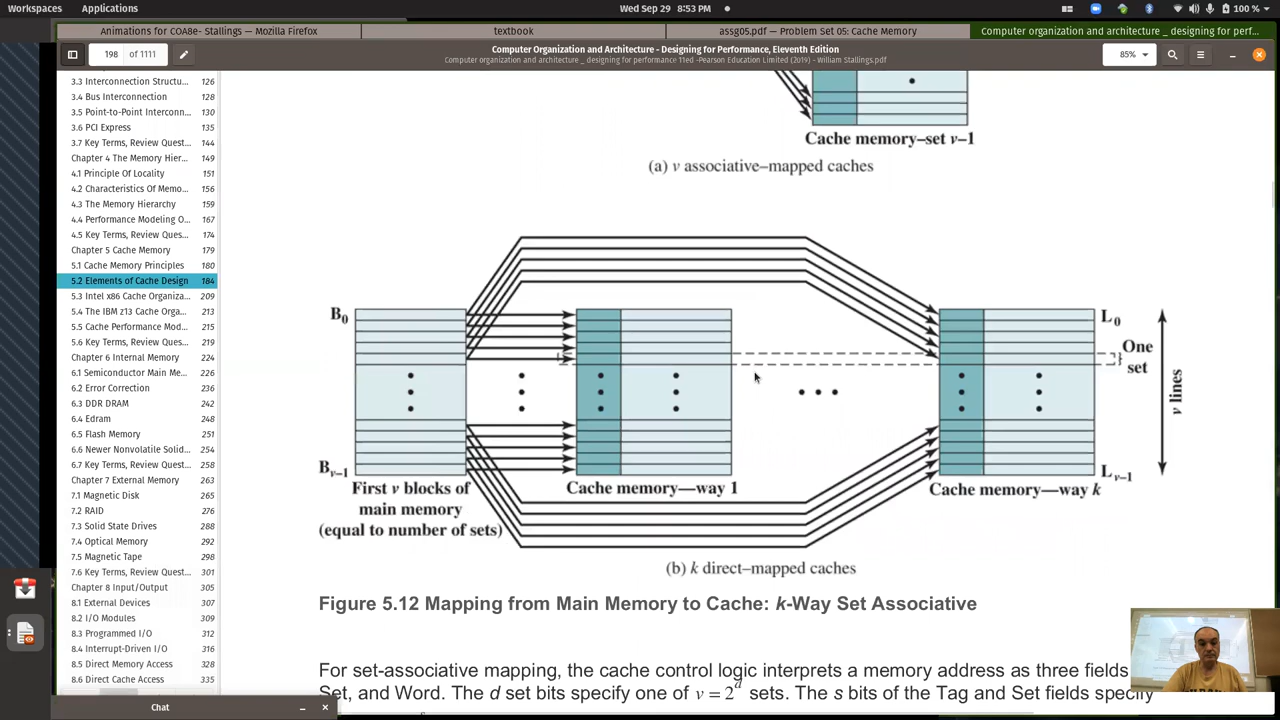 Workspaces Applications Wed Sep 29 8:53 PM 100 %
Animations for COA8e- Stallings — Mozilla Firefox textbook assg05.pdf — Problem Set 05: Cache Memory Computer organization and architecture _ designing for perf...
198 of 1111 Computer Organization and Architecture - Designing for Performance, Eleventh Edition 85%
Computer organization and architecture _ designing for performance 11ed -Pearson Education Limited (2019) - William Stallings.pdf
3.3 Interconnection Structu... 126
3.4 Bus Interconnection 128
3.5 Point-to-Point Interconn... 130
3.6 PCI Express 135
3.7 Key Terms, Review Quest... 144
Chapter 4 The Memory Hier... 149
4.1 Principle Of Locality 151
4.2 Characteristics Of Memo... 156
4.3 The Memory Hierarchy 159
4.4 Performance Modeling O... 167
4.5 Key Terms, Review Ques... 174
Chapter 5 Cache Memory 179
5.1 Cache Memory Principles 180
5.2 Elements of Cache Design 184
5.3 Intel x86 Cache Organiza... 209
5.4 The IBM z13 Cache Orga... 213
5.5 Cache Performance Mod... 215
5.6 Key Terms, Review Quest... 219
Chapter 6 Internal Memory 224
6.1 Semiconductor Main Me... 226
6.2 Error Correction 236
6.3 DDR DRAM 242
6.4 Edram 248
6.5 Flash Memory 251
6.6 Newer Nonvolatile Solid... 254
6.7 Key Terms, Review Quest... 258
Chapter 7 External Memory 263
7.1 Magnetic Disk 265
7.2 RAID 276
7.3 Solid State Drives 288
7.4 Optical Memory 292
7.5 Magnetic Tape 298
7.6 Key Terms, Review Quest... 301
Chapter 8 Input/Output 305
8.1 External Devices 307
8.2 I/O Modules 309
8.3 Programmed I/O 312
8.4 Interrupt-Driven I/O 316
8.5 Direct Memory Access 328
8.6 Direct Cache Access 335
Chat
Cache memory–set v–1
(a) v associative–mapped caches
B0
L0
One
set
v lines
Bv–1
Lv–1
First v blocks of
main memory
(equal to number of sets)
Cache memory—way 1
Cache memory—way k
(b) k direct–mapped caches
Figure 5.12 Mapping from Main Memory to Cache: k-Way Set Associative
For set-associative mapping, the cache control logic interprets a memory address as three fields
Set, and Word. The d set bits specify one of v = 2^d sets. The s bits of the Tag and Set fields specify